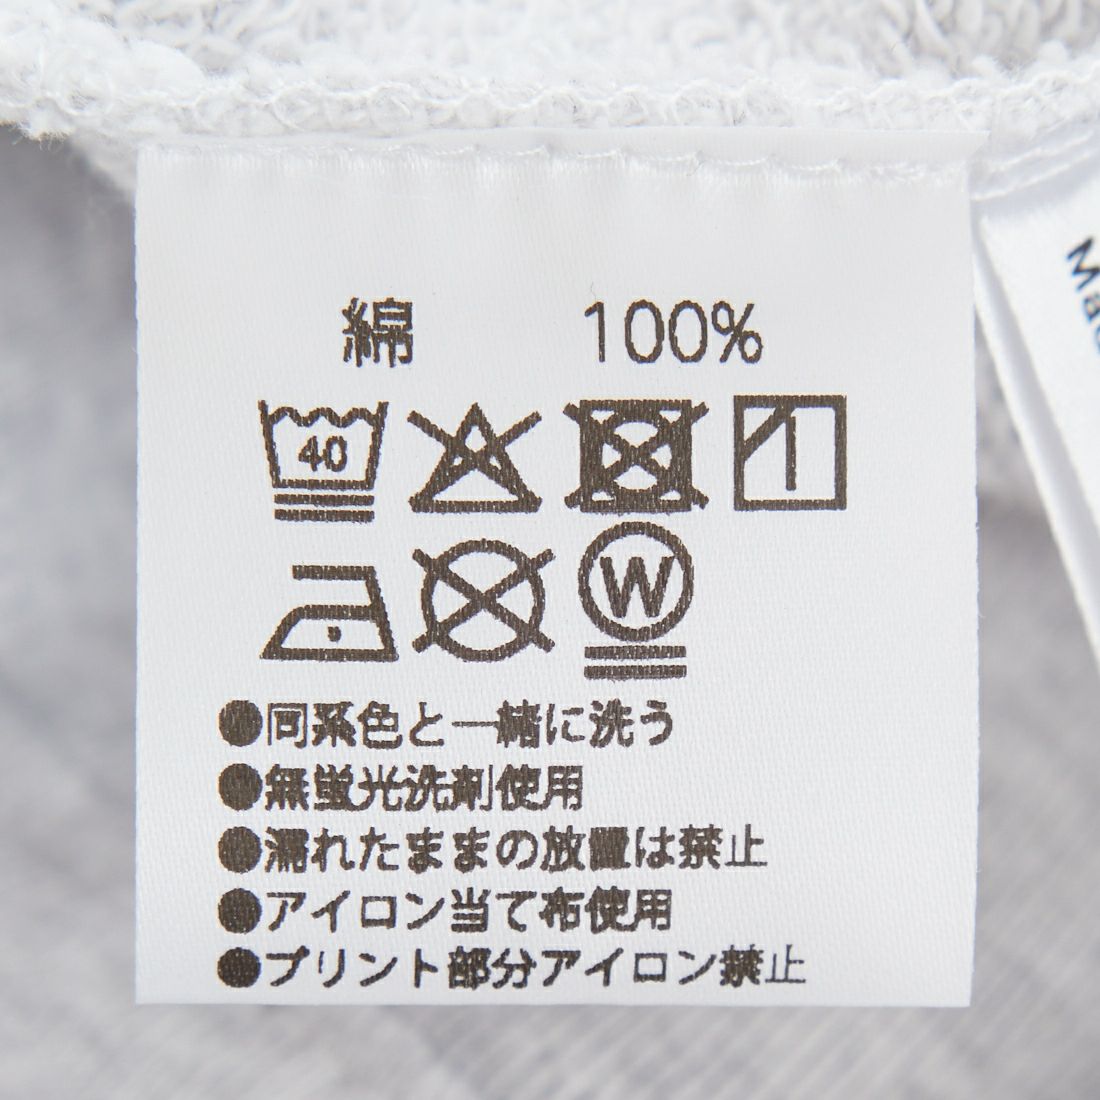 綿 100%
40
W
●同系色と一緒に洗う
●無蛍光洗剤使用
●濡れたままの放置は禁止
●アイロン当て布使用
●プリント部分アイロン禁止